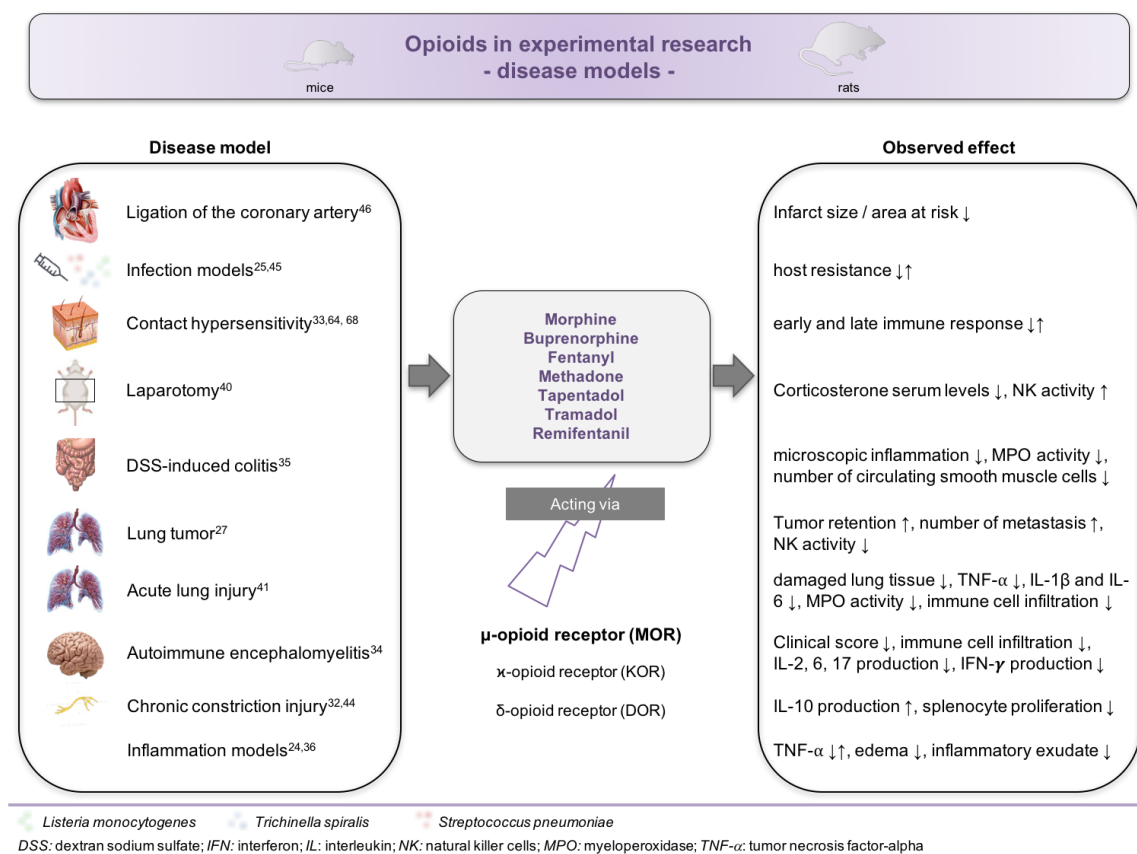 Opioids in experimental research
- disease models -
mice
rats
Disease model
Observed effect
Ligation of the coronary artery46
Infarct size / area at risk ↓
Infection models25,45
host resistance ↓↑
Contact hypersensitivity33,64, 68
early and late immune response ↓↑
Laparotomy40
Corticosterone serum levels ↓, NK activity ↑
DSS-induced colitis35
microscopic inflammation ↓, MPO activity ↓,
number of circulating smooth muscle cells ↓
Lung tumor27
Tumor retention ↑, number of metastasis ↑,
NK activity ↓
Acute lung injury41
damaged lung tissue ↓, TNF-α ↓, IL-1β and IL-
6 ↓, MPO activity ↓, immune cell infiltration ↓
Autoimmune encephalomyelitis34
Clinical score ↓, immune cell infiltration ↓,
IL-2, 6, 17 production ↓, IFN-γ production ↓
Chronic constriction injury32,44
IL-10 production ↑, splenocyte proliferation ↓
Inflammation models24,36
TNF-α ↓↑, edema ↓, inflammatory exudate ↓
Morphine
Buprenorphine
Fentanyl
Methadone
Tapentadol
Tramadol
Remifentanil
Acting via
µ-opioid receptor (MOR)
ϰ-opioid receptor (KOR)
δ-opioid receptor (DOR)
Listeria monocytogenes
Trichinella spiralis
Streptococcus pneumoniae
DSS: dextran sodium sulfate; IFN: interferon; IL: interleukin; NK: natural killer cells; MPO: myeloperoxidase; TNF-α: tumor necrosis factor-alpha